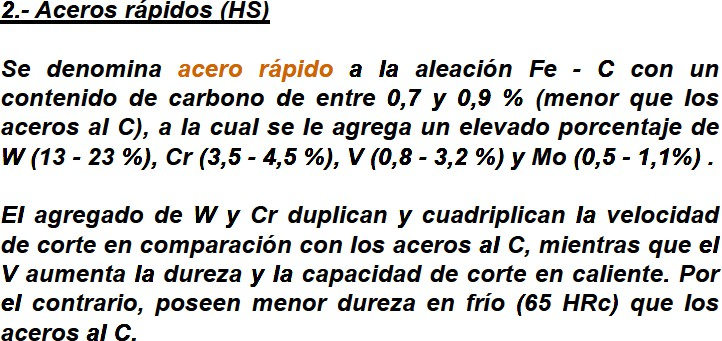 2.- Aceros rápidos (HS)
Se denomina acero rápido a la aleación Fe - C con un
contenido de carbono de entre 0,7 y 0,9 % (menor que los
aceros al C), a la cual se le agrega un elevado porcentaje de
W (13 - 23 %), Cr (3,5 - 4,5 %), V (0,8 - 3,2 %) y Mo (0,5 - 1,1%) .
El agregado de W y Cr duplican y cuadriplican la velocidad
de corte en comparación con los aceros al C, mientras que el
V aumenta la dureza y la capacidad de corte en caliente. Por
el contrario, poseen menor dureza en frío (65 HRc) que los
aceros al C.